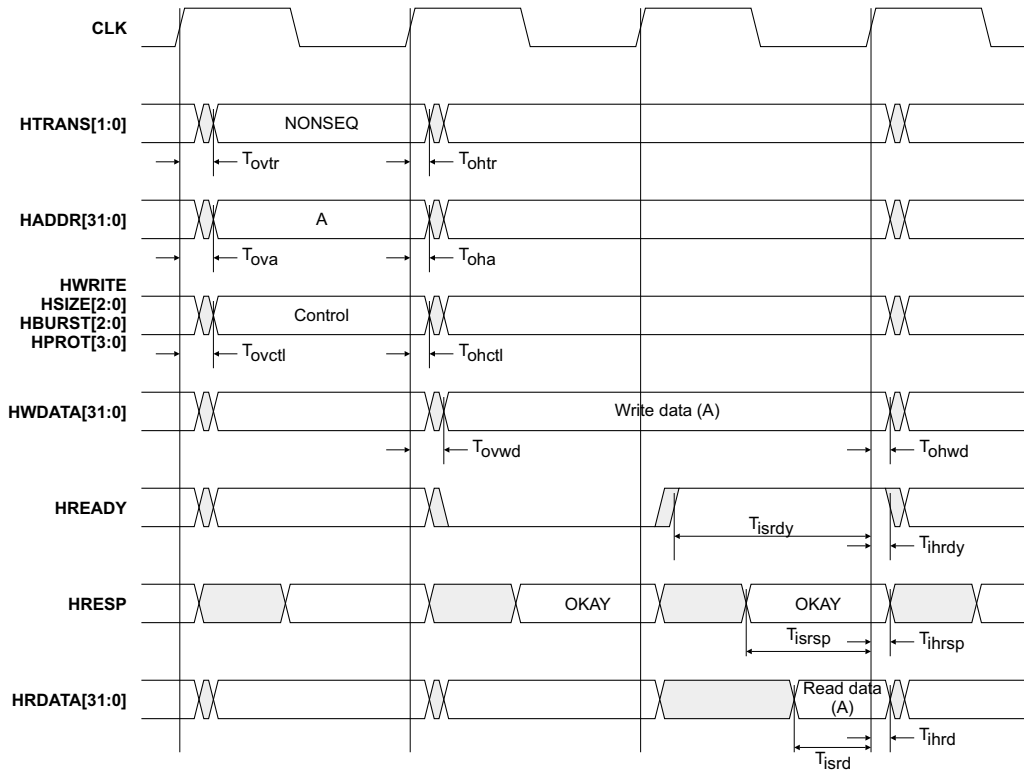 CLK
HTRANS[1:0]
NONSEQ
Tovtr
Tohtr
HADDR[31:0]
A
Tova
Toha
HWRITE
HSIZE[2:0]
HBURST[2:0]
HPROT[3:0]
Control
Tovctl
Tohctl
HWDATA[31:0]
Write data (A)
Tovwd
Tohwd
HREADY
Tisrdy
Tihrdy
HRESP
OKAY
OKAY
Tisrsp
Tihrsp
HRDATA[31:0]
Read data
(A)
Tihrd
Tisrd